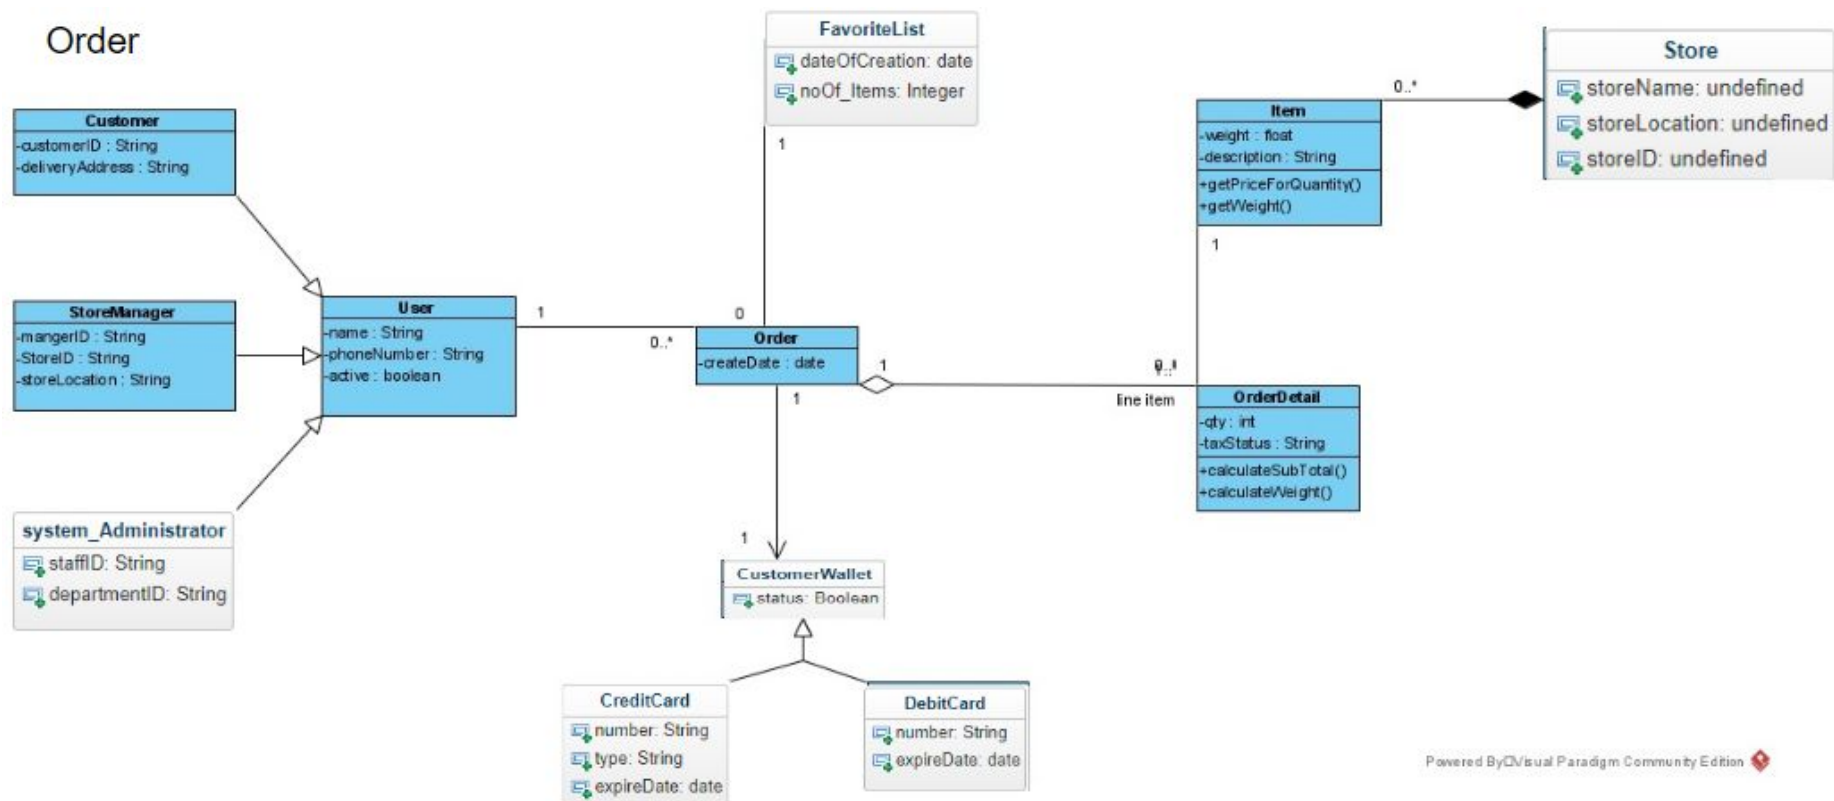 Order
FavoriteList
dateOfCreation: date
noOf_Items: Integer
Store
storeName: undefined
storeLocation: undefined
storeID: undefined
0..*
Customer
-customerID : String
-deliveryAddress : String
Item
-weight : float
-description : String
+getPriceForQuantity()
+getWeight()
1
1
StoreManager
-mangerID : String
-StoreID : String
-storeLocation : String
User
-name : String
-phoneNumber : String
-active : boolean
1
0..*
0
Order
-createDate : date
1
1
line item
OrderDetail
-qty : int
-taxStatus : String
+calculateSubTotal()
+calculateWeight()
system_Administrator
staffID: String
departmentID: String
1
CustomerWallet
status: Boolean
CreditCard
number: String
type: String
expireDate: date
DebitCard
number: String
expireDate: date
Powered By Visual Paradigm Community Edition